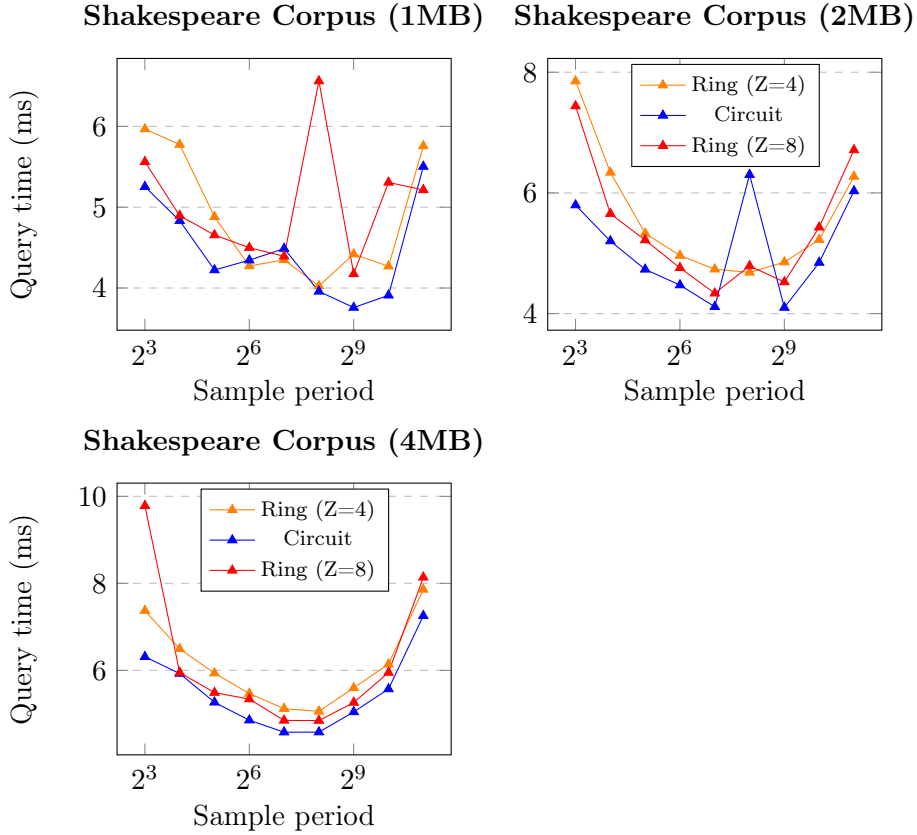 Shakespeare Corpus (1MB)
Query time (ms)
6
5
4
2^3
2^6
2^9
Sample period
Shakespeare Corpus (2MB)
8
6
4
Ring (Z=4)
Circuit
Ring (Z=8)
2^3
2^6
2^9
Sample period
Shakespeare Corpus (4MB)
Query time (ms)
10
8
6
Ring (Z=4)
Circuit
Ring (Z=8)
2^3
2^6
2^9
Sample period